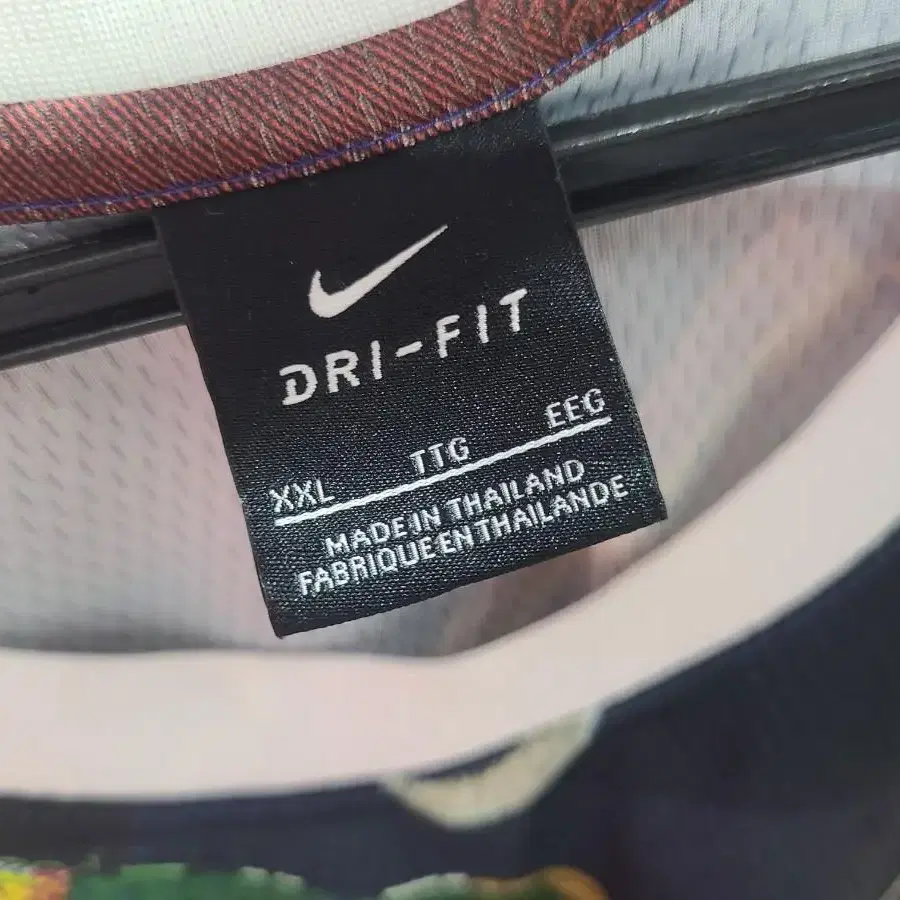 DRI-FIT
XXL TTG EEG
MADE IN THAILAND
FABRIQUE EN THAILANDE